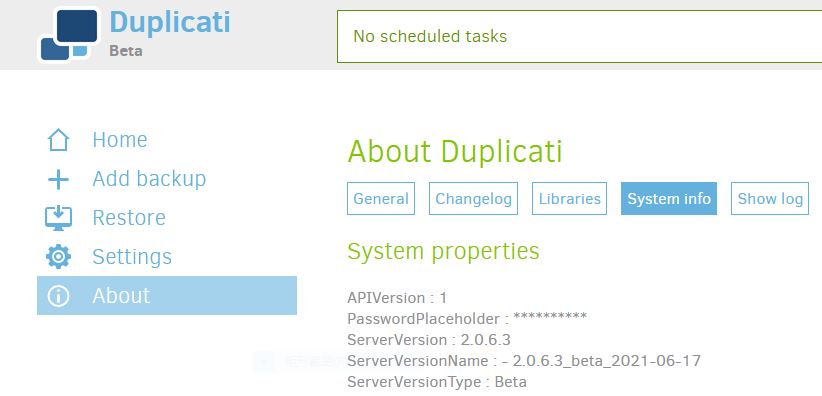 Duplicati
Beta
No scheduled tasks
Home
Add backup
Restore
Settings
About
About Duplicati
General
Changelog
Libraries
System info
Show log
System properties
APIVersion : 1
PasswordPlaceholder : **********
ServerVersion : 2.0.6.3
ServerVersionName : - 2.0.6.3_beta_2021-06-17
ServerVersionType : Beta